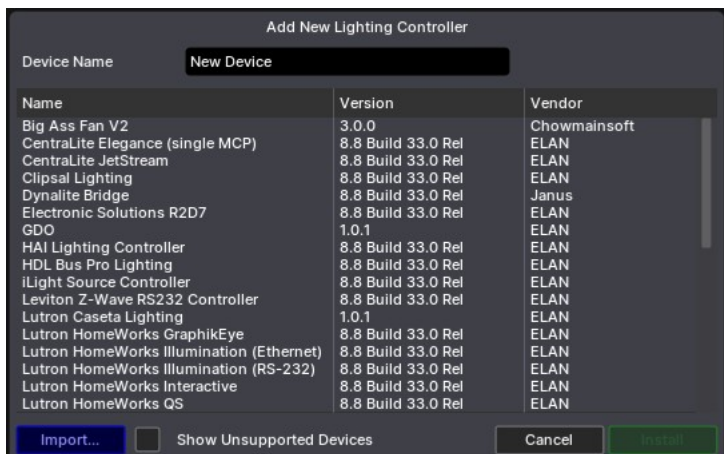 Add New Lighting Controller
Device Name New Device
Name Version Vendor
Big Ass Fan V2 3.0.0 Chowmainsoft
CentraLite Elegance (single MCP) 8.8 Build 33.0 Rel ELAN
CentraLite JetStream 8.8 Build 33.0 Rel ELAN
Clipsal Lighting 8.8 Build 33.0 Rel ELAN
Dynalite Bridge 8.8 Build 33.0 Rel Janus
Electronic Solutions R2D7 8.8 Build 33.0 Rel ELAN
GDO 1.0.1 ELAN
HAI Lighting Controller 8.8 Build 33.0 Rel ELAN
HDL Bus Pro Lighting 8.8 Build 33.0 Rel ELAN
iLight Source Controller 8.8 Build 33.0 Rel ELAN
Leviton Z-Wave RS232 Controller 8.8 Build 33.0 Rel ELAN
Lutron Caseta Lighting 1.0.1 ELAN
Lutron HomeWorks GraphikEye 8.8 Build 33.0 Rel ELAN
Lutron HomeWorks Illumination (Ethernet) 8.8 Build 33.0 Rel ELAN
Lutron HomeWorks Illumination (RS-232) 8.8 Build 33.0 Rel ELAN
Lutron HomeWorks Interactive 8.8 Build 33.0 Rel ELAN
Lutron HomeWorks QS 8.8 Build 33.0 Rel ELAN
Import... Show Unsupported Devices Cancel Install